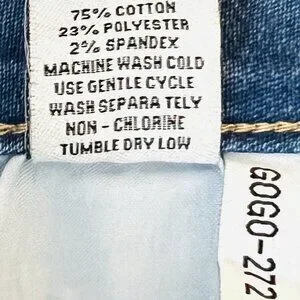 75% COTTON
23% POLYESTER
2% SPANDEX
MACHINE WASH COLD
USE GENTLE CYCLE
WASH SEPARA TELY
NON - CHLORINE
TUMBLE DRY LOW
GOGO-272